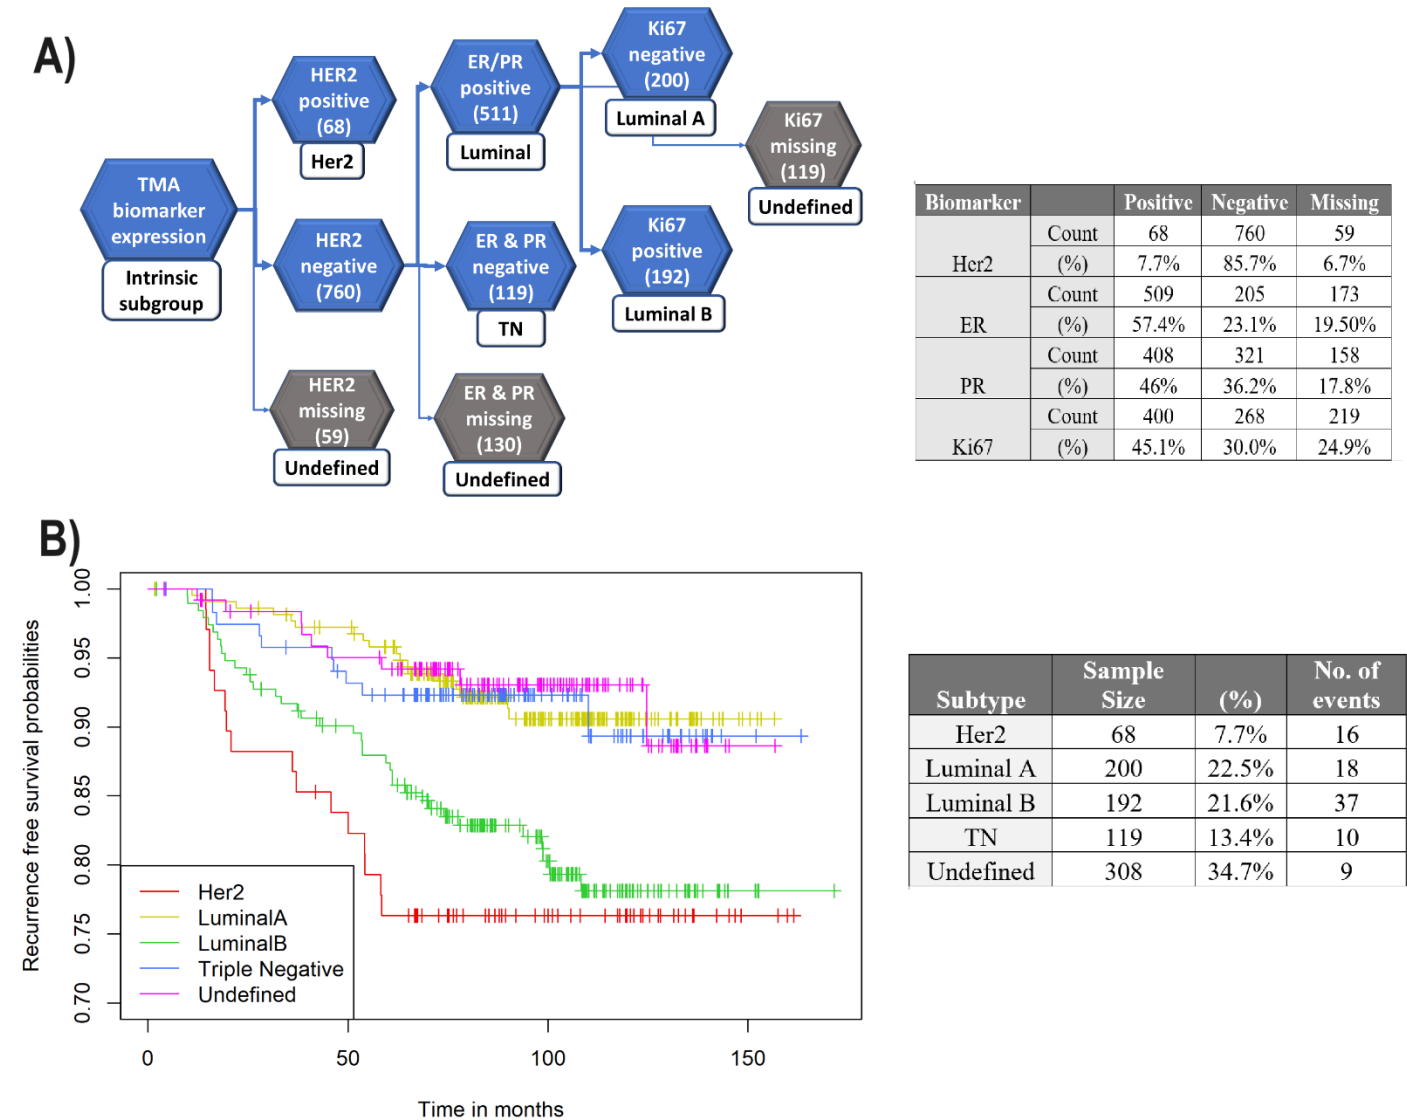 A)
TMA
biomarker
expression
Intrinsic
subgroup
HER2
positive
(68)
Her2
HER2
negative
(760)
HER2
missing
(59)
Undefined
ER/PR
positive
(511)
Luminal
ER & PR
negative
(119)
TN
ER & PR
missing
(130)
Undefined
Ki67
negative
(200)
Luminal A
Ki67
positive
(192)
Luminal B
Ki67
missing
(119)
Undefined
Biomarker Positive Negative Missing
Her2 Count 68 760 59
(%) 7.7% 85.7% 6.7%
ER Count 509 205 173
(%) 57.4% 23.1% 19.50%
PR Count 408 321 158
(%) 46% 36.2% 17.8%
Ki67 Count 400 268 219
(%) 45.1% 30.0% 24.9%
B)
Recurrence free survival probabilities
1.00
0.95
0.90
0.85
0.80
0.75
0.70
Her2
LuminalA
LuminalB
Triple Negative
Undefined
0 50 100 150
Time in months
Subtype Sample Size (%) No. of events
Her2 68 7.7% 16
Luminal A 200 22.5% 18
Luminal B 192 21.6% 37
TN 119 13.4% 10
Undefined 308 34.7% 9